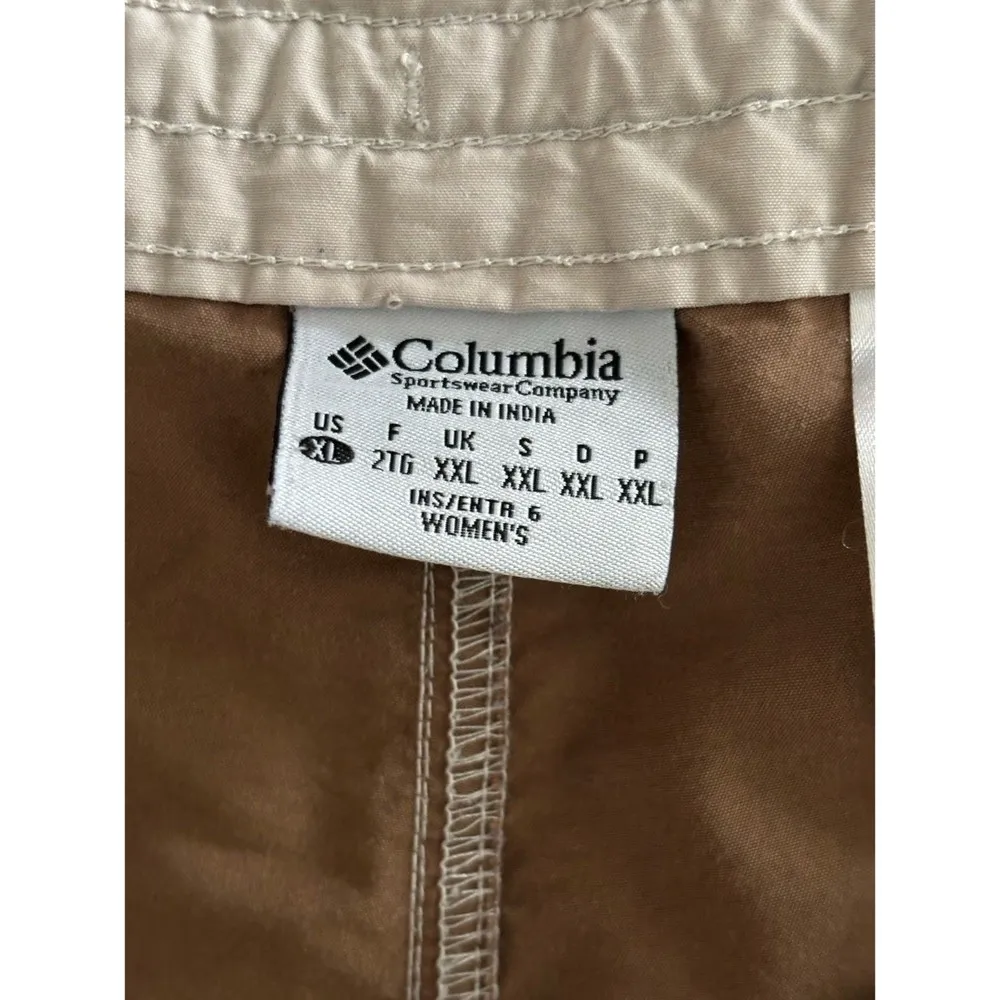 Columbia
Sportswear Company
MADE IN INDIA
US F UK S D P
XL 2TG XXL XXL XXL XXL
INS/ENTR 6
WOMEN'S